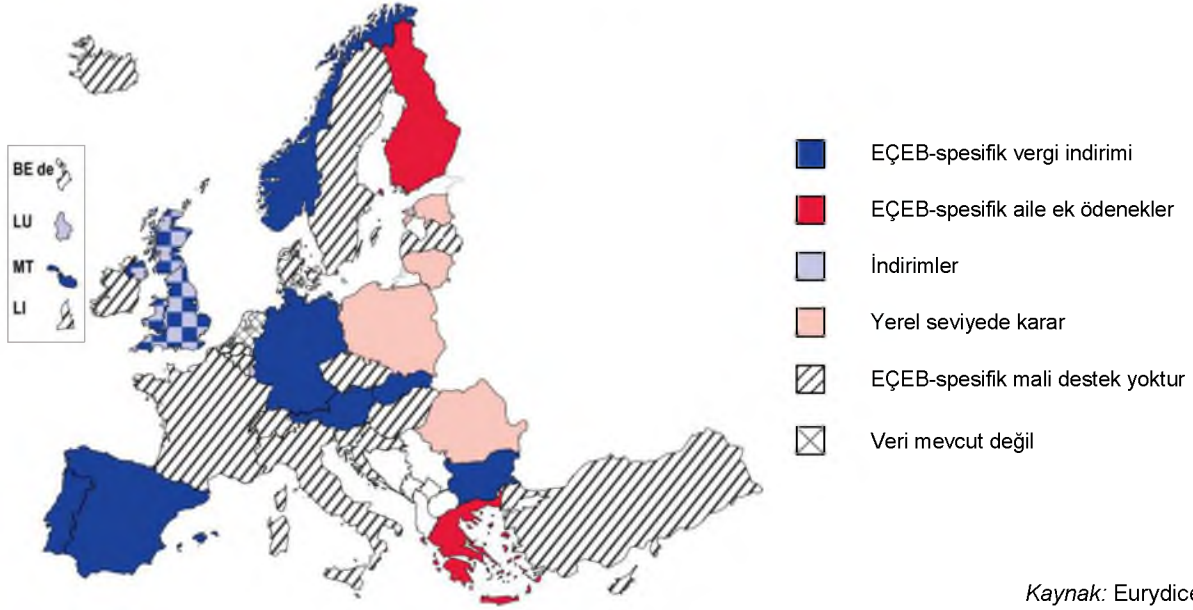 BE de
LU
MT
LI
EÇEB-spesifik vergi indirimi
EÇEB-spesifik aile ek ödenekler
İndirimler
Yerel seviyede karar
EÇEB-spesifik mali destek yoktur
Veri mevcut değil
Kaynak: Eurydice